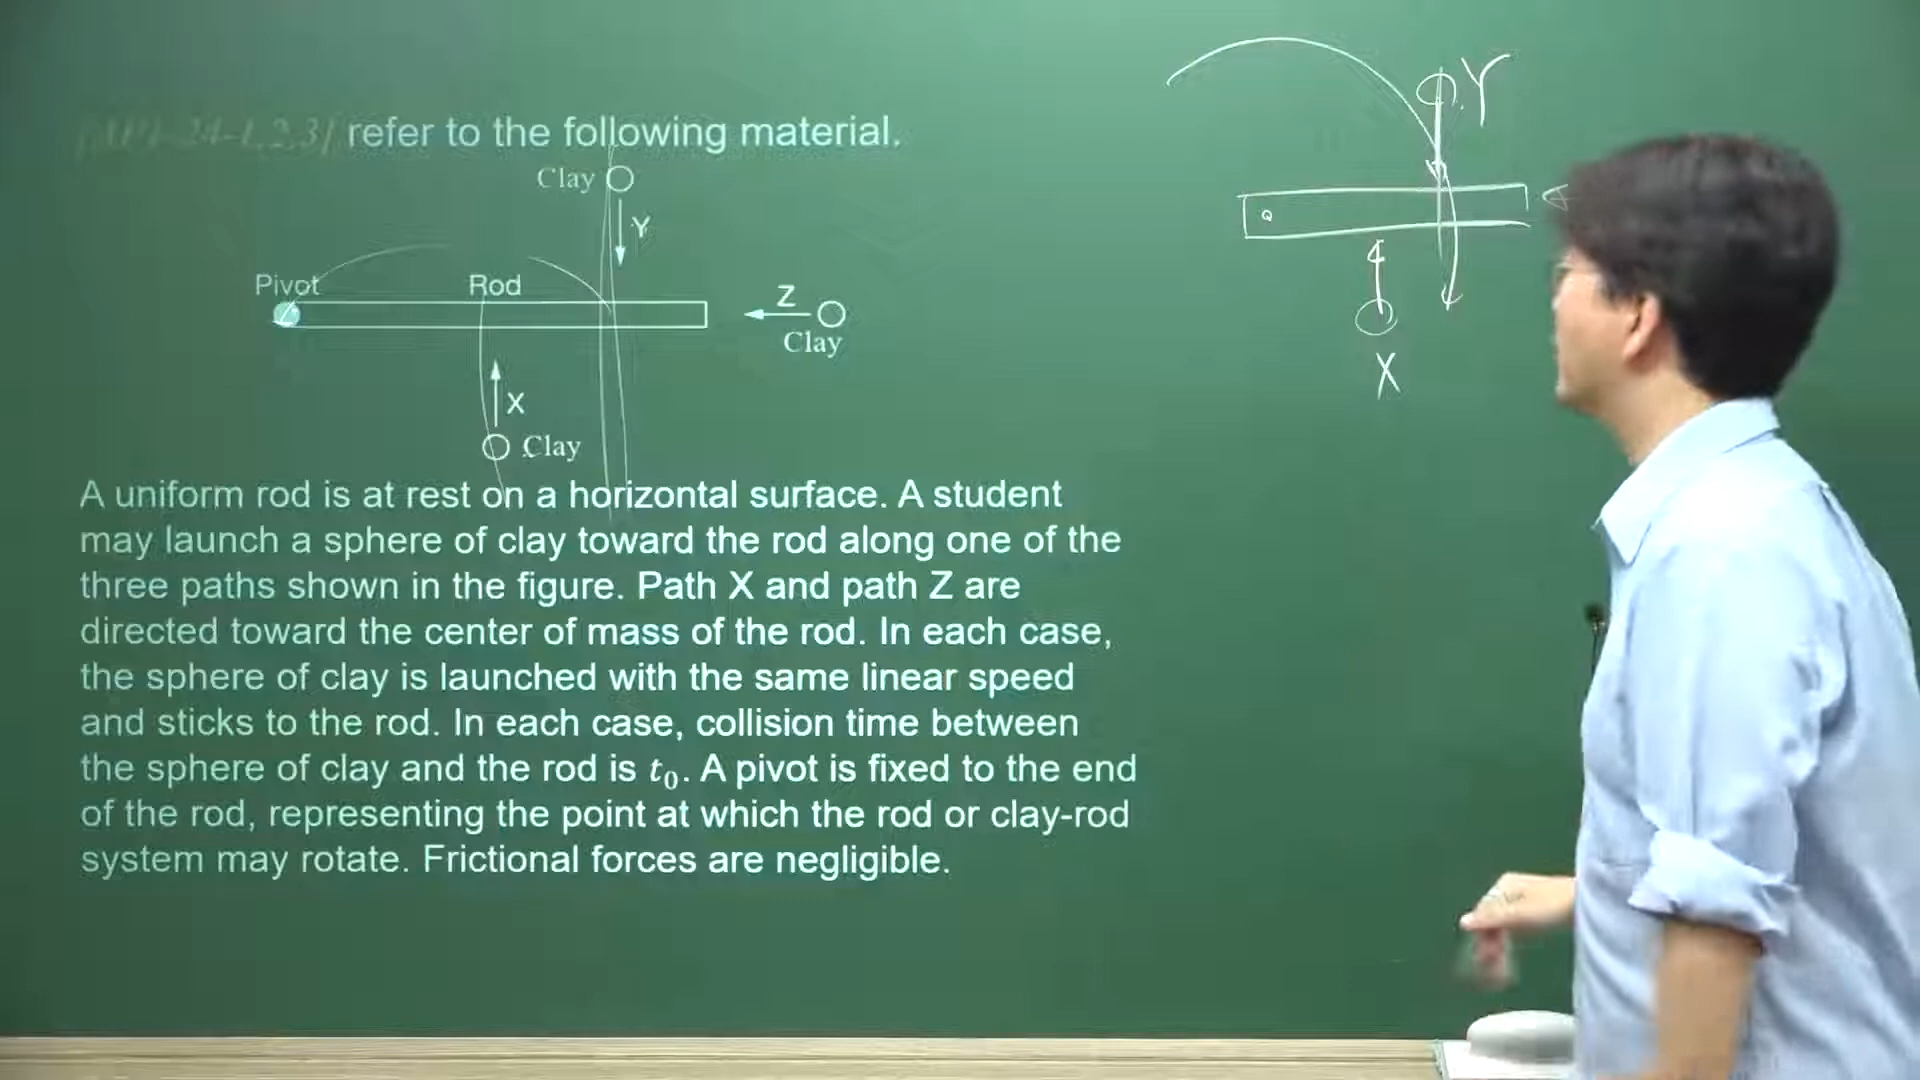 refer to the following material.
Clay
Y
Pivot
Rod
Z
Clay
X
Clay
A uniform rod is at rest on a horizontal surface. A student
may launch a sphere of clay toward the rod along one of the
three paths shown in the figure. Path X and path Z are
directed toward the center of mass of the rod. In each case,
the sphere of clay is launched with the same linear speed
and sticks to the rod. In each case, collision time between
the sphere of clay and the rod is t₀. A pivot is fixed to the end
of the rod, representing the point at which the rod or clay-rod
system may rotate. Frictional forces are negligible.
Y
X